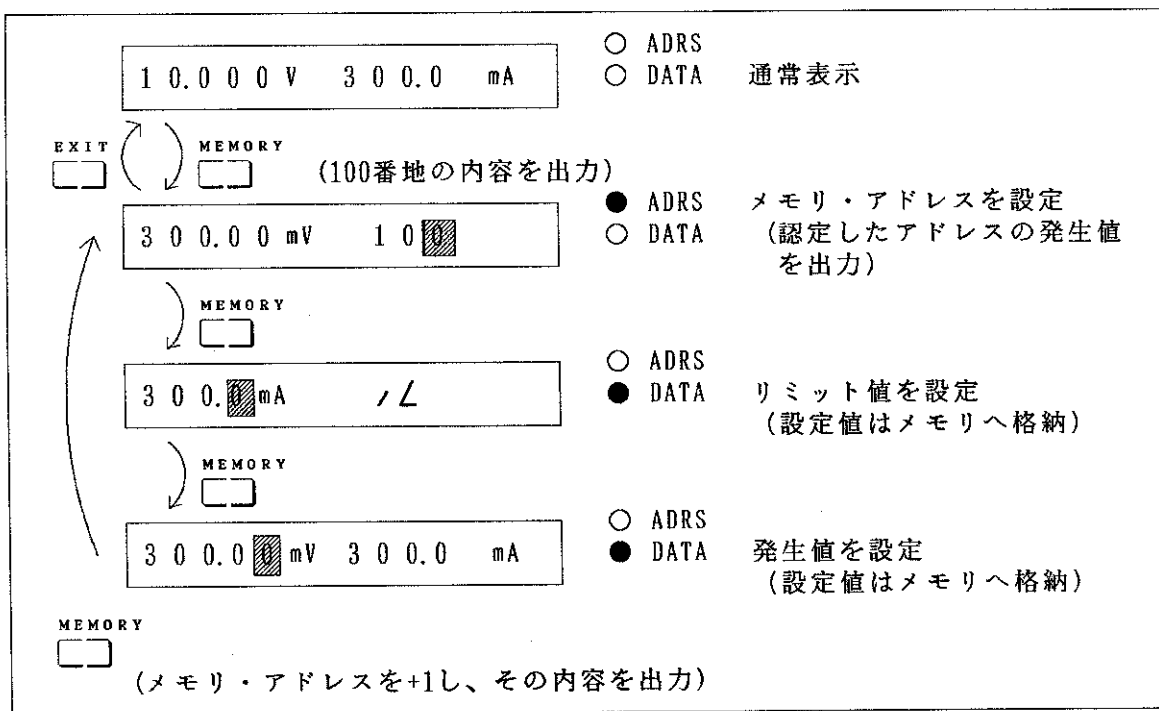 ○ ADRS
10.000 V 300.0 mA ○ DATA 通常表示
EXIT MEMORY
(100番地の内容を出力)
● ADRS メモリ・アドレスを設定
300.00 mV 100 ○ DATA (認定したアドレスの発生値
を出力)
MEMORY
○ ADRS
300.0 mA ● DATA リミット値を設定
(設定値はメモリへ格納)
MEMORY
○ ADRS
300.00 mV 300.0 mA ● DATA 発生値を設定
(設定値はメモリへ格納)
MEMORY
(メモリ・アドレスを+1し、その内容を出力)